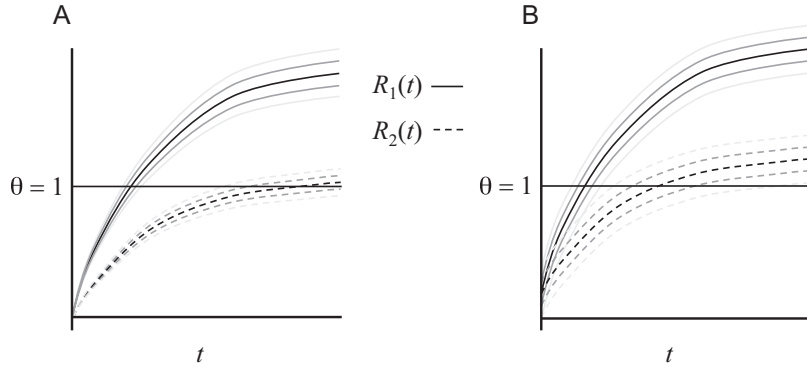 A
B
R₁(t)
R₂(t)
θ = 1
θ = 1
t
t